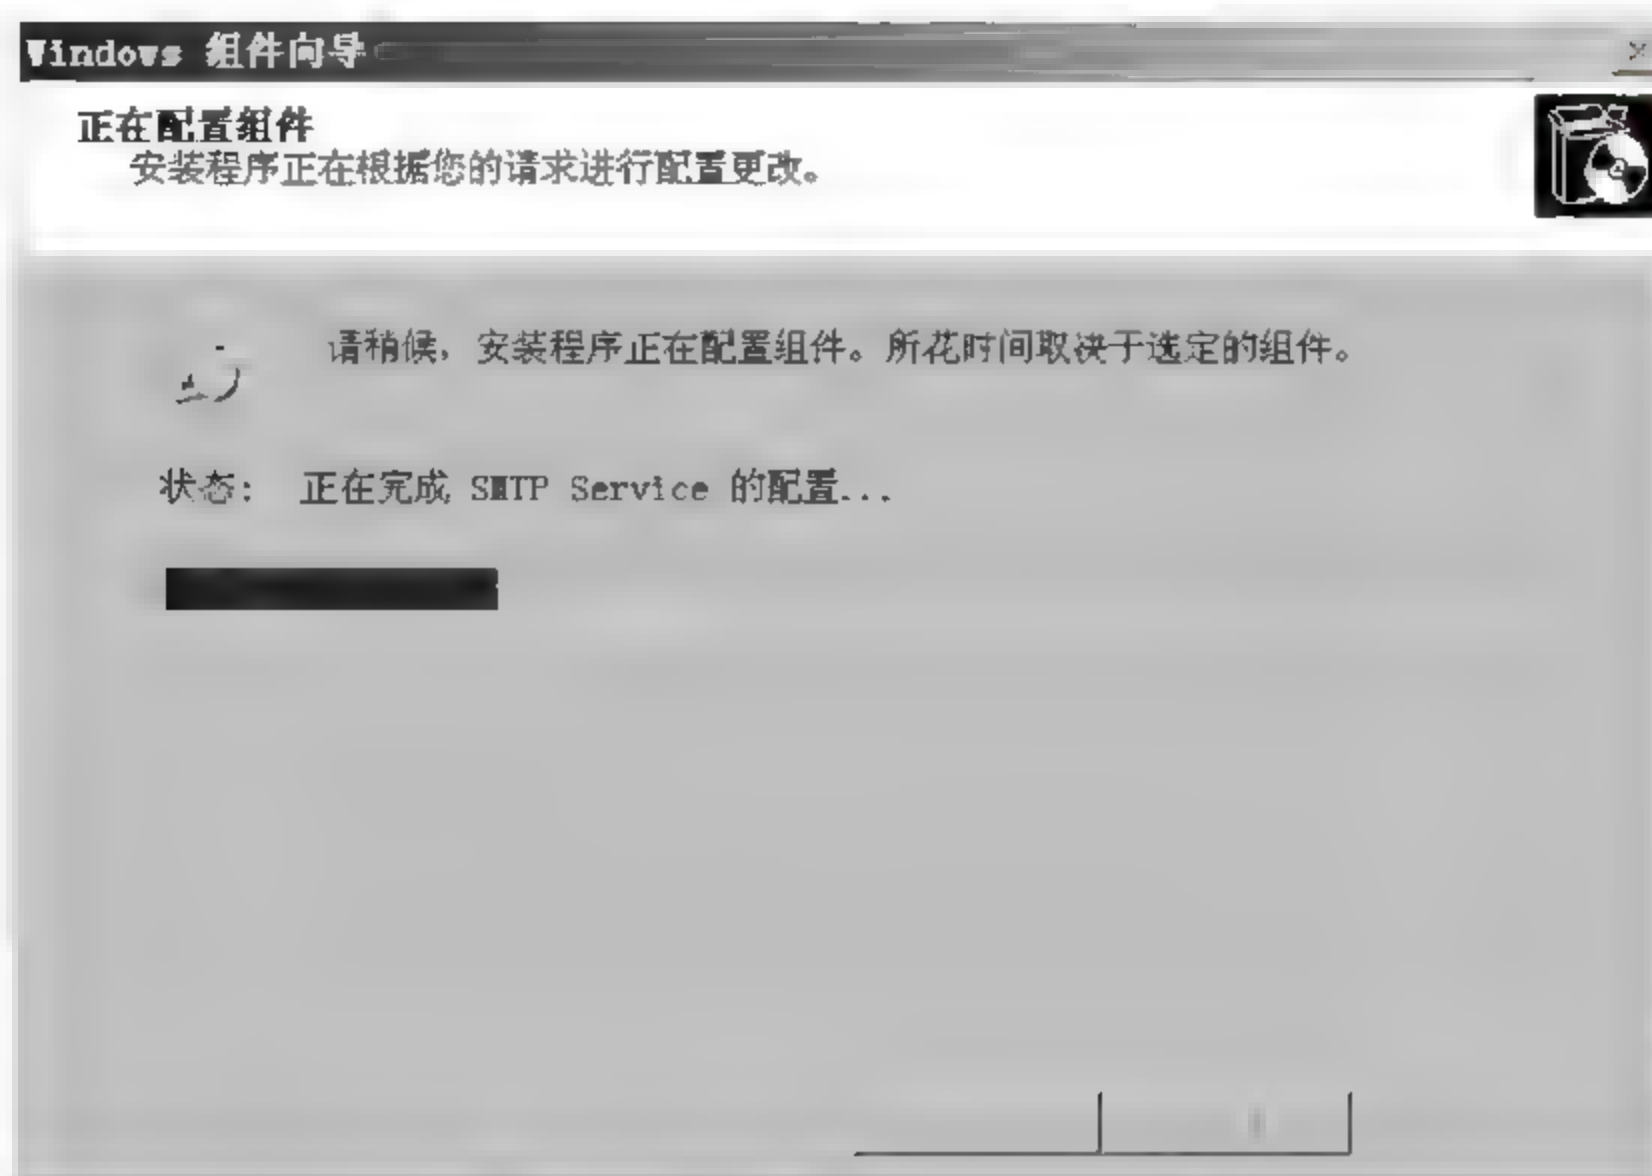 Windows 组件向导
正在配置组件
安装程序正在根据您的请求进行配置更改。
请稍候，安装程序正在配置组件。所花时间取决于选定的组件。
状态： 正在完成 SMTP Service 的配置...